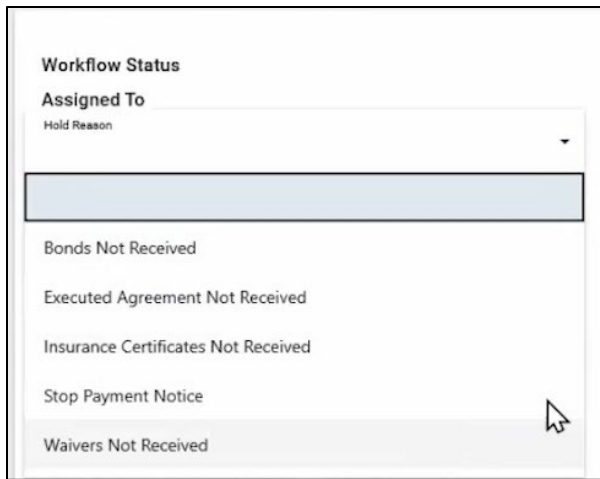 Workflow Status
Assigned To
Hold Reason
Bonds Not Received
Executed Agreement Not Received
Insurance Certificates Not Received
Stop Payment Notice
Waivers Not Received